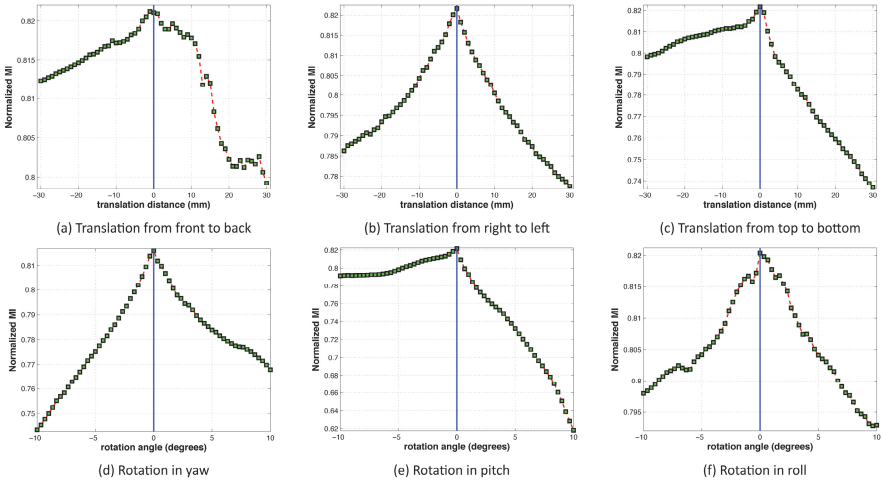 0.82
0.815
0.81
0.805
0.8
Normalized MI
−30 −20 −10 0 10 20 30
translation distance (mm)
(a) Translation from front to back
0.82
0.815
0.81
0.805
0.8
0.795
0.79
0.785
0.78
Normalized MI
−30 −20 −10 0 10 20 30
translation distance (mm)
(b) Translation from right to left
0.82
0.81
0.8
0.79
0.78
0.77
0.76
0.75
0.74
Normalized MI
−30 −20 −10 0 10 20 30
translation distance (mm)
(c) Translation from top to bottom
0.81
0.8
0.79
0.78
0.77
0.76
0.75
Normalized MI
−10 −5 0 5 10
rotation angle (degrees)
(d) Rotation in yaw
0.82
0.8
0.78
0.76
0.74
0.72
0.7
0.68
0.66
0.64
0.62
Normalized MI
−10 −5 0 5 10
rotation angle (degrees)
(e) Rotation in pitch
0.82
0.815
0.81
0.805
0.8
0.795
Normalized MI
−10 −5 0 5 10
rotation angle (degrees)
(f) Rotation in roll